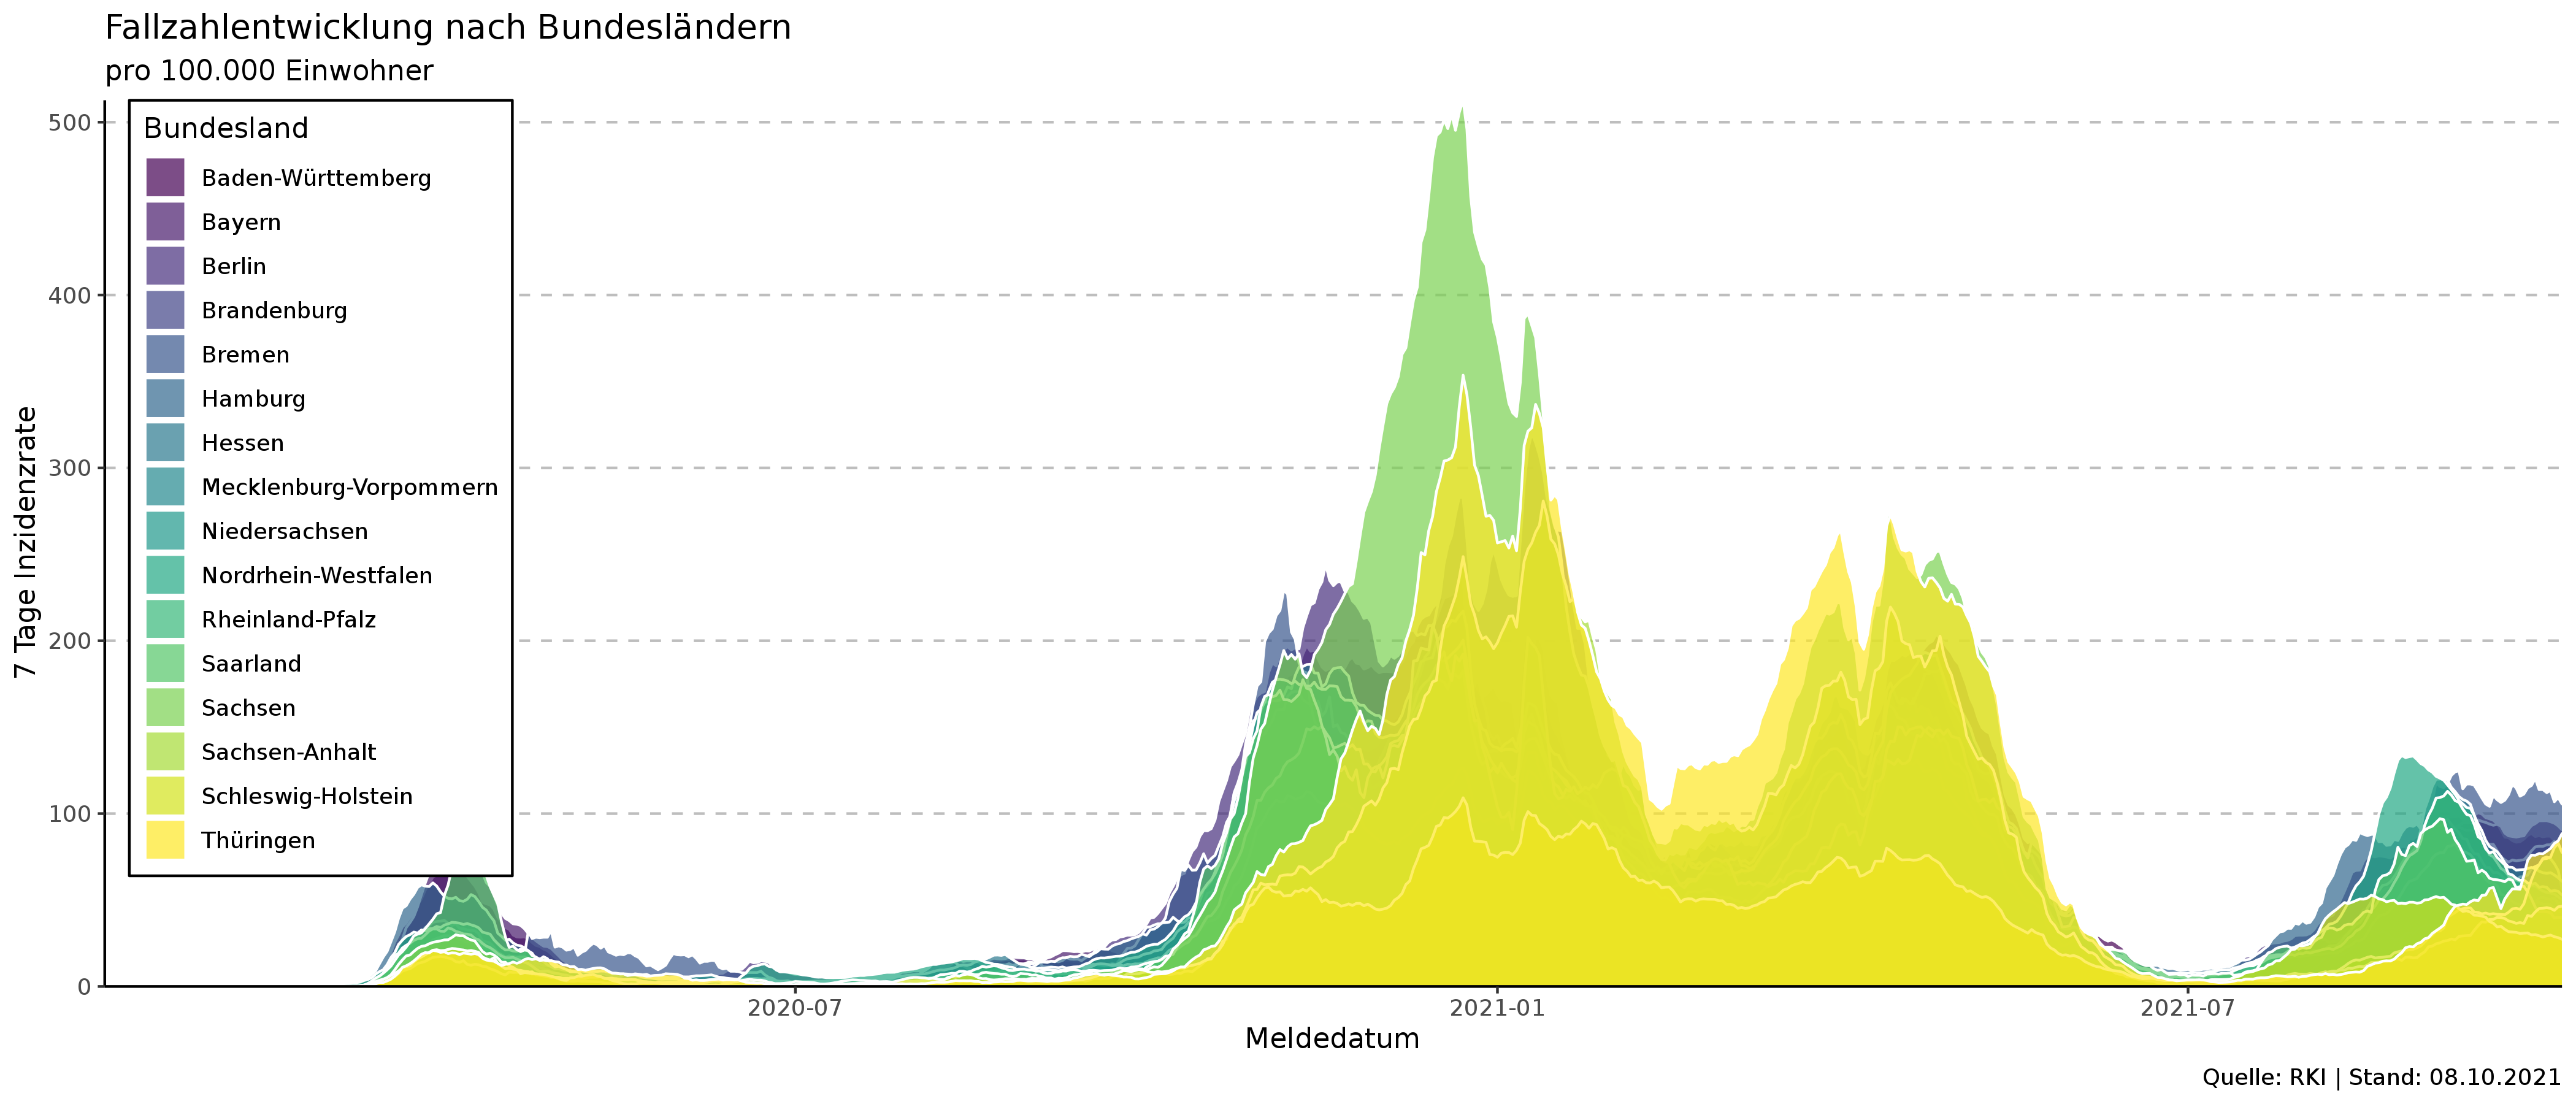 Fallzahlentwicklung nach Bundesländern
pro 100.000 Einwohner
Bundesland
Baden-Württemberg
Bayern
Berlin
Brandenburg
Bremen
Hamburg
Hessen
Mecklenburg-Vorpommern
Niedersachsen
Nordrhein-Westfalen
Rheinland-Pfalz
Saarland
Sachsen
Sachsen-Anhalt
Schleswig-Holstein
Thüringen
7 Tage Inzidenzrate
500
400
300
200
100
0
2020-07
2021-01
2021-07
Meldedatum
Quelle: RKI | Stand: 08.10.2021